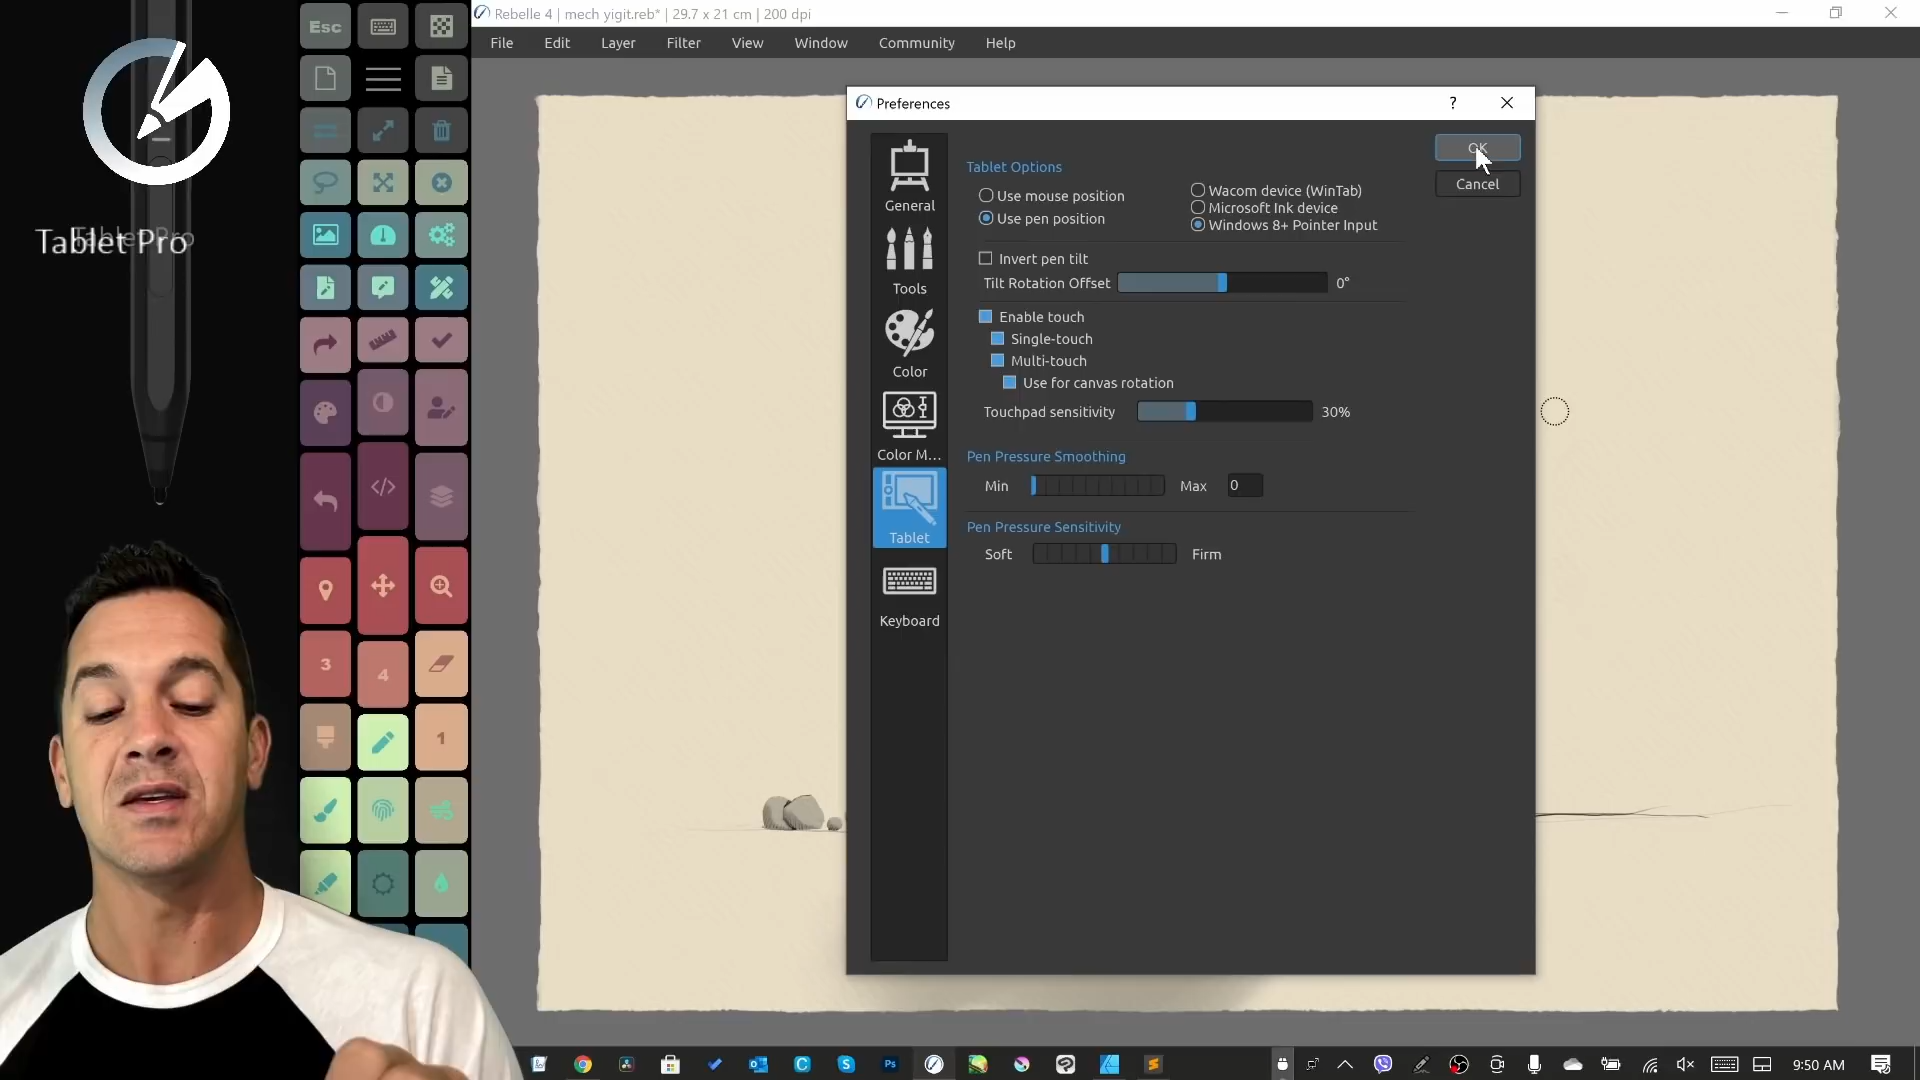 Rebelle 4 | mech yigit.reb* | 29.7 x 21 cm | 200 dpi
File Edit Layer Filter View Window Community Help
Esc
Tablet Pro
3
4
1
Preferences
?
General
Tools
Color
Color M...
Tablet
Keyboard
Tablet Options
Use mouse position
Use pen position
Wacom device (WinTab)
Microsoft Ink device
Windows 8+ Pointer Input
Invert pen tilt
Tilt Rotation Offset 0°
Enable touch
Single-touch
Multi-touch
Use for canvas rotation
Touchpad sensitivity 30%
Pen Pressure Smoothing
Min Max 0
Pen Pressure Sensitivity
Soft Firm
OK
Cancel
Ps
9:50 AM